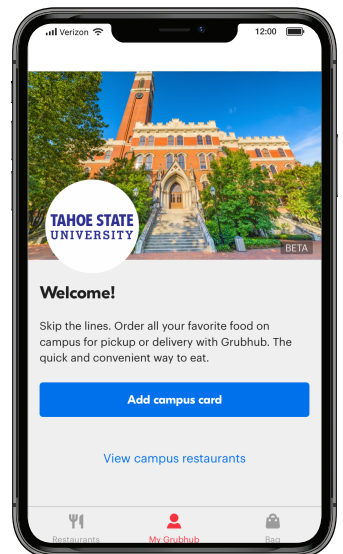 Verizon 12:00
TAHOE STATE
UNIVERSITY
BETA
Welcome!
Skip the lines. Order all your favorite food on
campus for pickup or delivery with Grubhub. The
quick and convenient way to eat.
Add campus card
View campus restaurants
Restaurants My Grubhub Bag